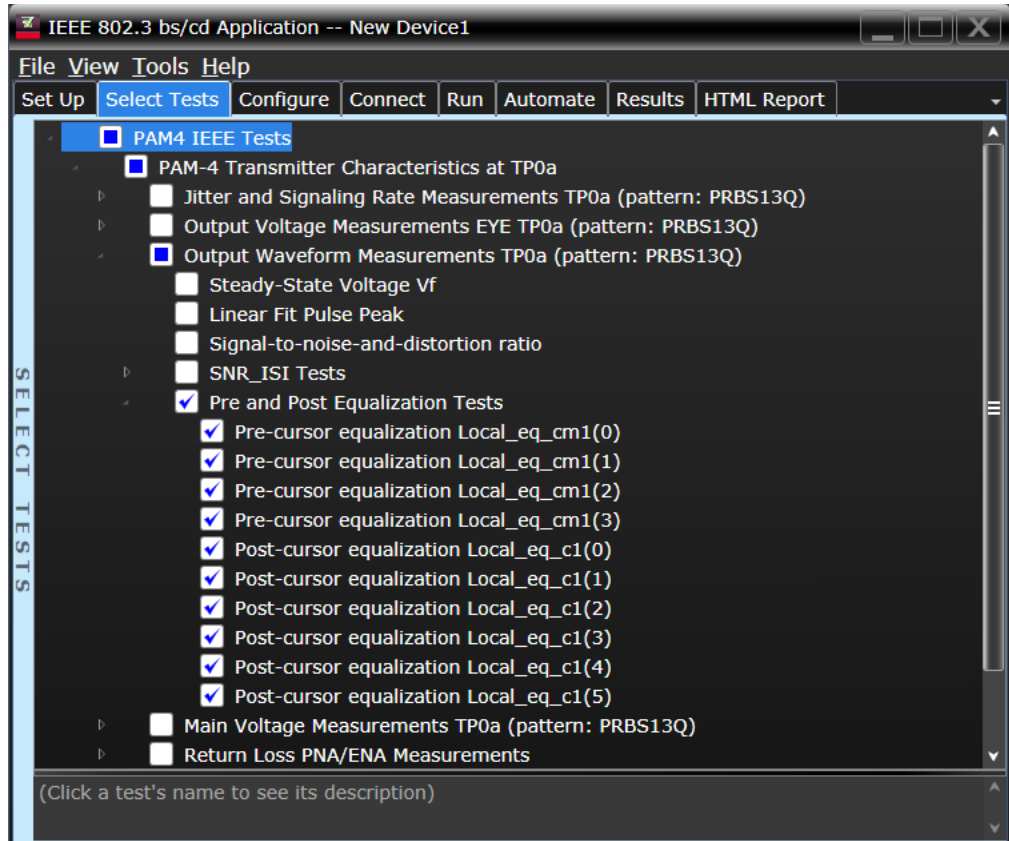 IEEE 802.3 bs/cd Application -- New Device1
File View Tools Help
Set Up Select Tests Configure Connect Run Automate Results HTML Report
PAM4 IEEE Tests
PAM-4 Transmitter Characteristics at TP0a
Jitter and Signaling Rate Measurements TP0a (pattern: PRBS13Q)
Output Voltage Measurements EYE TP0a (pattern: PRBS13Q)
Output Waveform Measurements TP0a (pattern: PRBS13Q)
Steady-State Voltage Vf
Linear Fit Pulse Peak
Signal-to-noise-and-distortion ratio
SNR_ISI Tests
Pre and Post Equalization Tests
Pre-cursor equalization Local_eq_cm1(0)
Pre-cursor equalization Local_eq_cm1(1)
Pre-cursor equalization Local_eq_cm1(2)
Pre-cursor equalization Local_eq_cm1(3)
Post-cursor equalization Local_eq_c1(0)
Post-cursor equalization Local_eq_c1(1)
Post-cursor equalization Local_eq_c1(2)
Post-cursor equalization Local_eq_c1(3)
Post-cursor equalization Local_eq_c1(4)
Post-cursor equalization Local_eq_c1(5)
Main Voltage Measurements TP0a (pattern: PRBS13Q)
Return Loss PNA/ENA Measurements
SELECT TESTS
(Click a test's name to see its description)